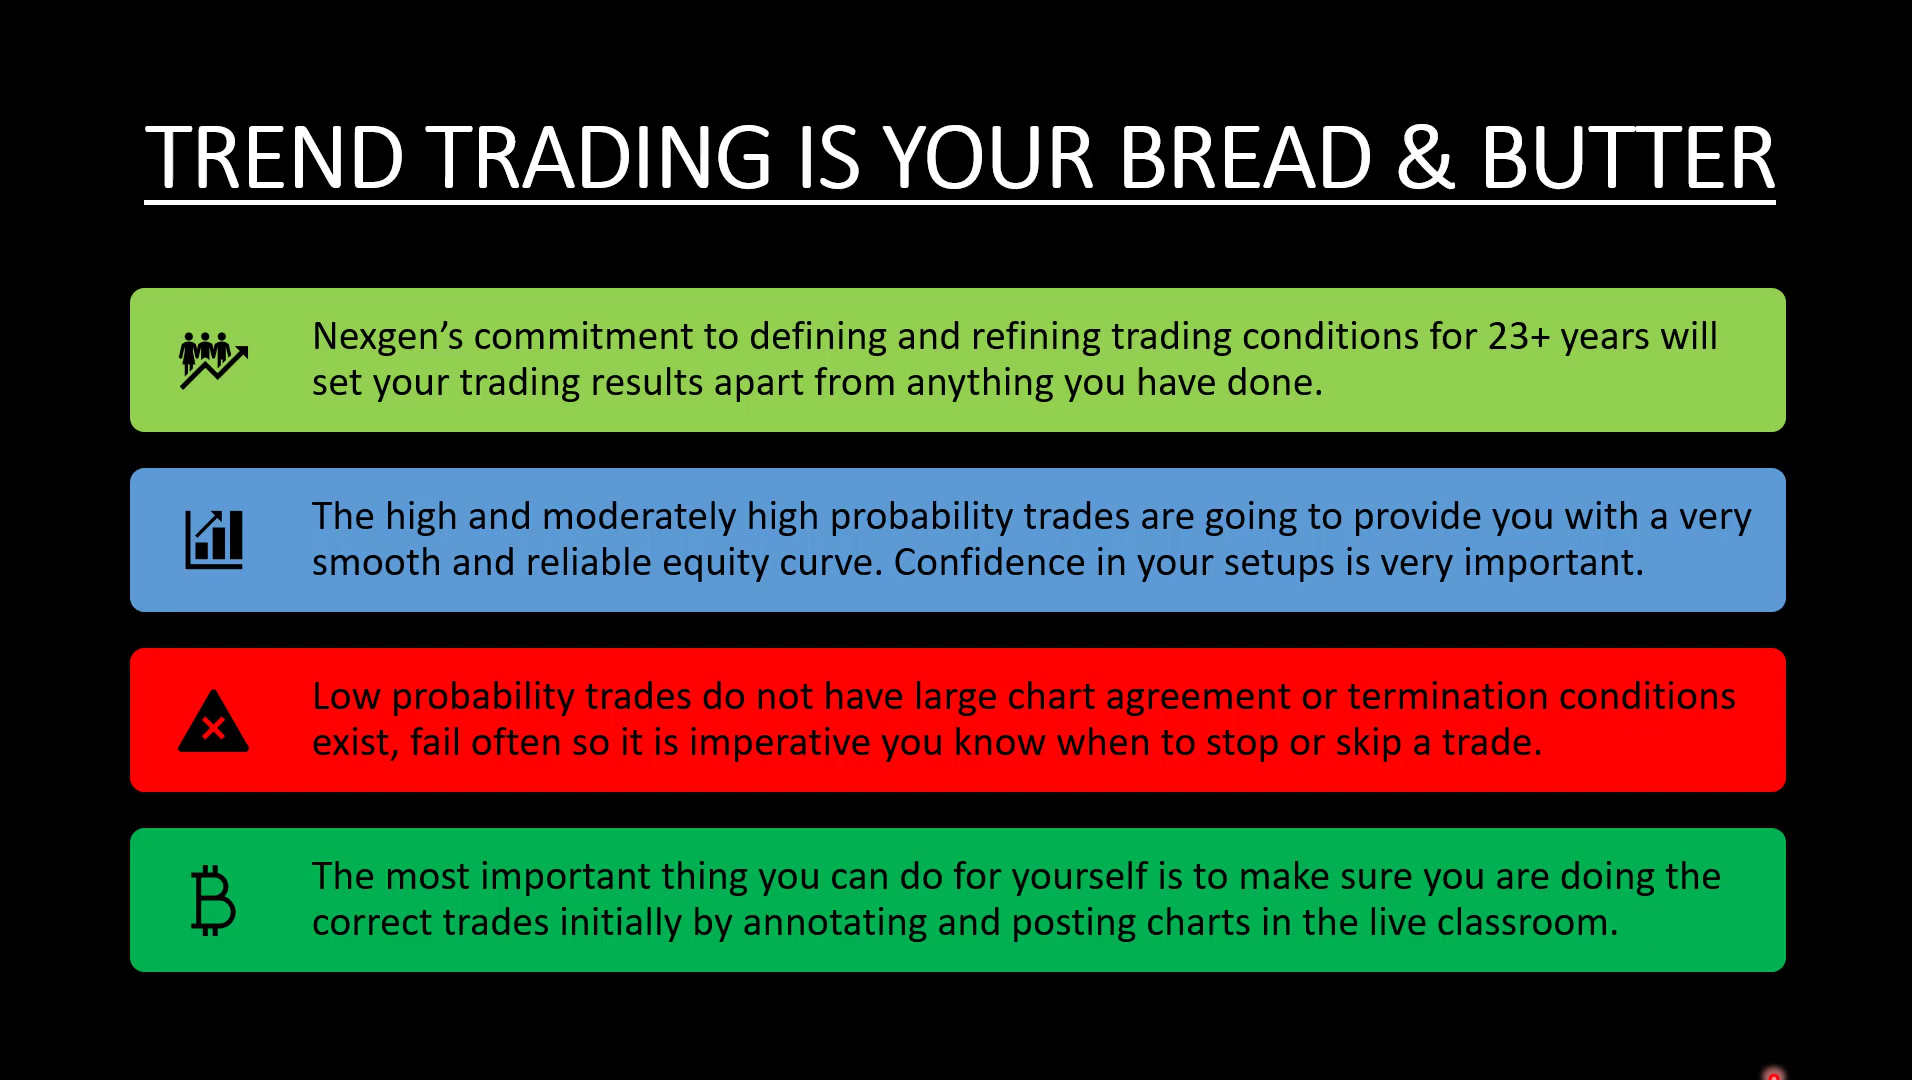 TREND TRADING IS YOUR BREAD & BUTTER
Nexgen’s commitment to defining and refining trading conditions for 23+ years will
set your trading results apart from anything you have done.
The high and moderately high probability trades are going to provide you with a very
smooth and reliable equity curve. Confidence in your setups is very important.
Low probability trades do not have large chart agreement or termination conditions
exist, fail often so it is imperative you know when to stop or skip a trade.
The most important thing you can do for yourself is to make sure you are doing the
correct trades initially by annotating and posting charts in the live classroom.